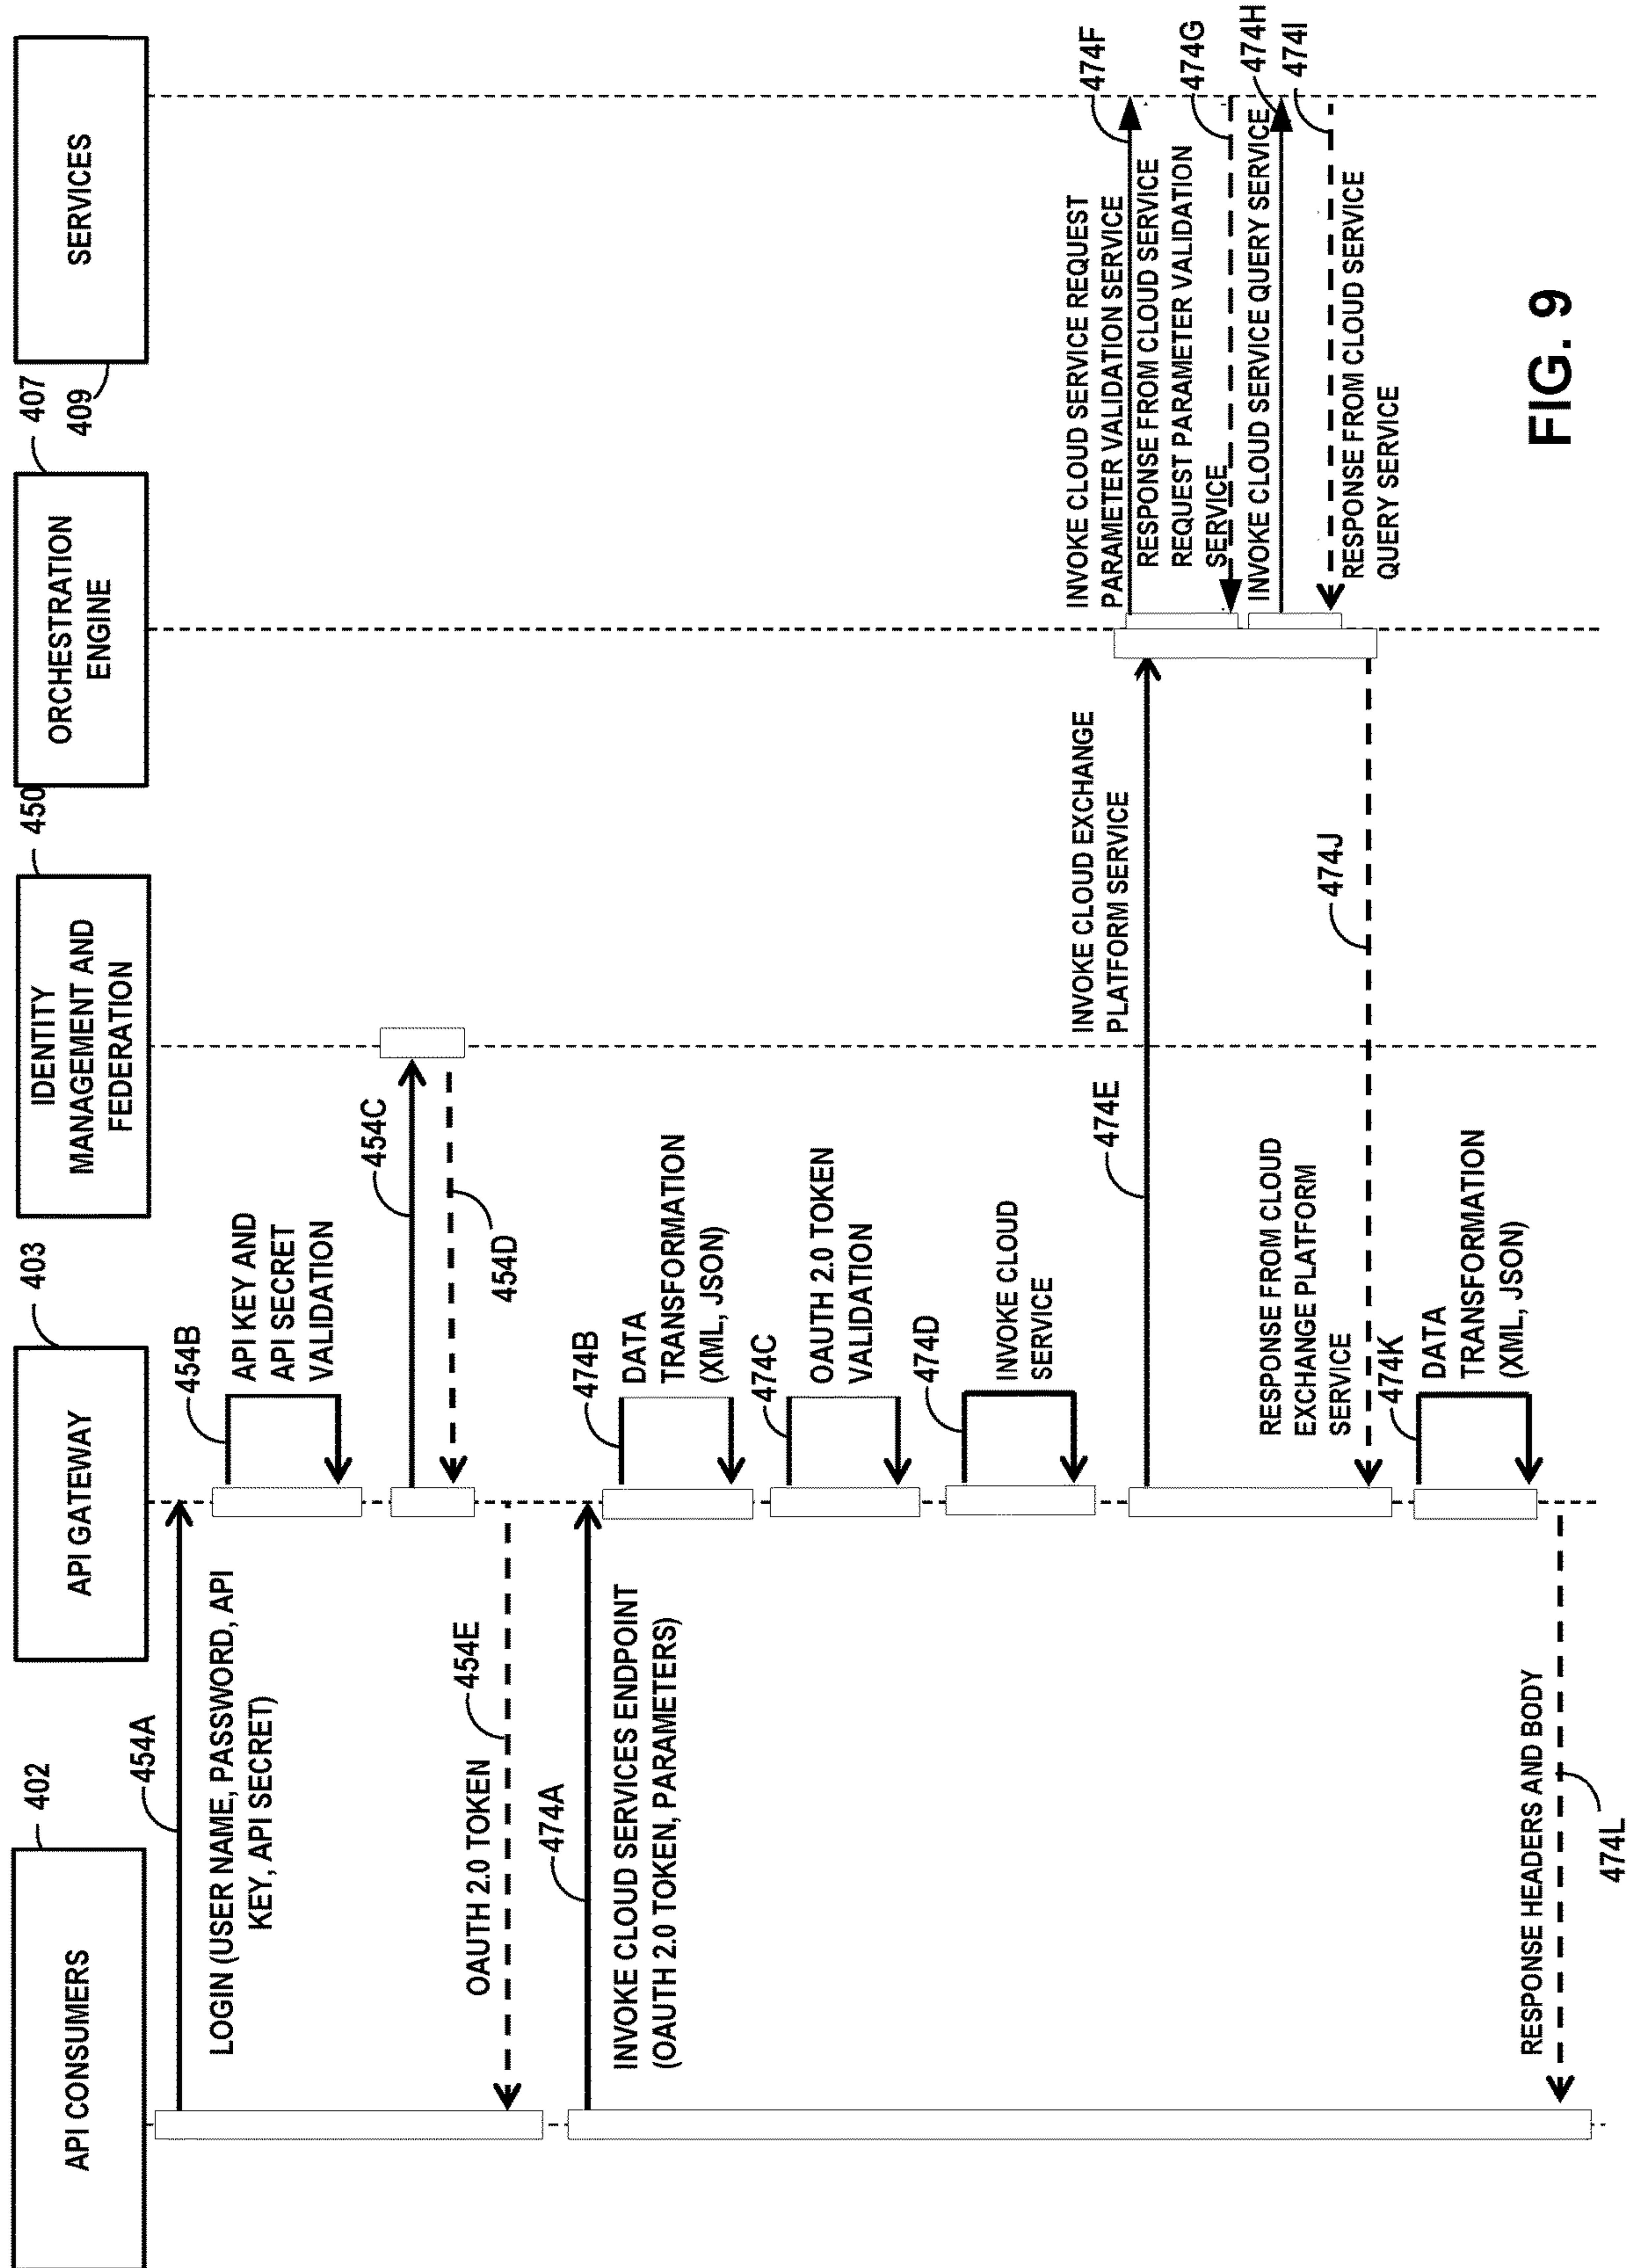 API CONSUMERS
402
API GATEWAY
403
IDENTITY
MANAGEMENT AND
FEDERATION
450
ORCHESTRATION
ENGINE
407
SERVICES
409
454A
LOGIN (USER NAME, PASSWORD, API
KEY, API SECRET)
454B
API KEY AND
API SECRET
VALIDATION
454C
454D
454E
OAUTH 2.0 TOKEN
474A
INVOKE CLOUD SERVICES ENDPOINT
(OAUTH 2.0 TOKEN, PARAMETERS)
474B
DATA
TRANSFORMATION
(XML, JSON)
474C
OAUTH 2.0 TOKEN
VALIDATION
474D
INVOKE CLOUD
SERVICE
474E
INVOKE CLOUD EXCHANGE
PLATFORM SERVICE
INVOKE CLOUD SERVICE REQUEST
PARAMETER VALIDATION SERVICE
474F
RESPONSE FROM CLOUD SERVICE
REQUEST PARAMETER VALIDATION
SERVICE
474G
INVOKE CLOUD SERVICE QUERY SERVICE
474H
474I
RESPONSE FROM CLOUD SERVICE
QUERY SERVICE
474J
RESPONSE FROM CLOUD
EXCHANGE PLATFORM
SERVICE
474K
DATA
TRANSFORMATION
(XML, JSON)
RESPONSE HEADERS AND BODY
474L
FIG. 9